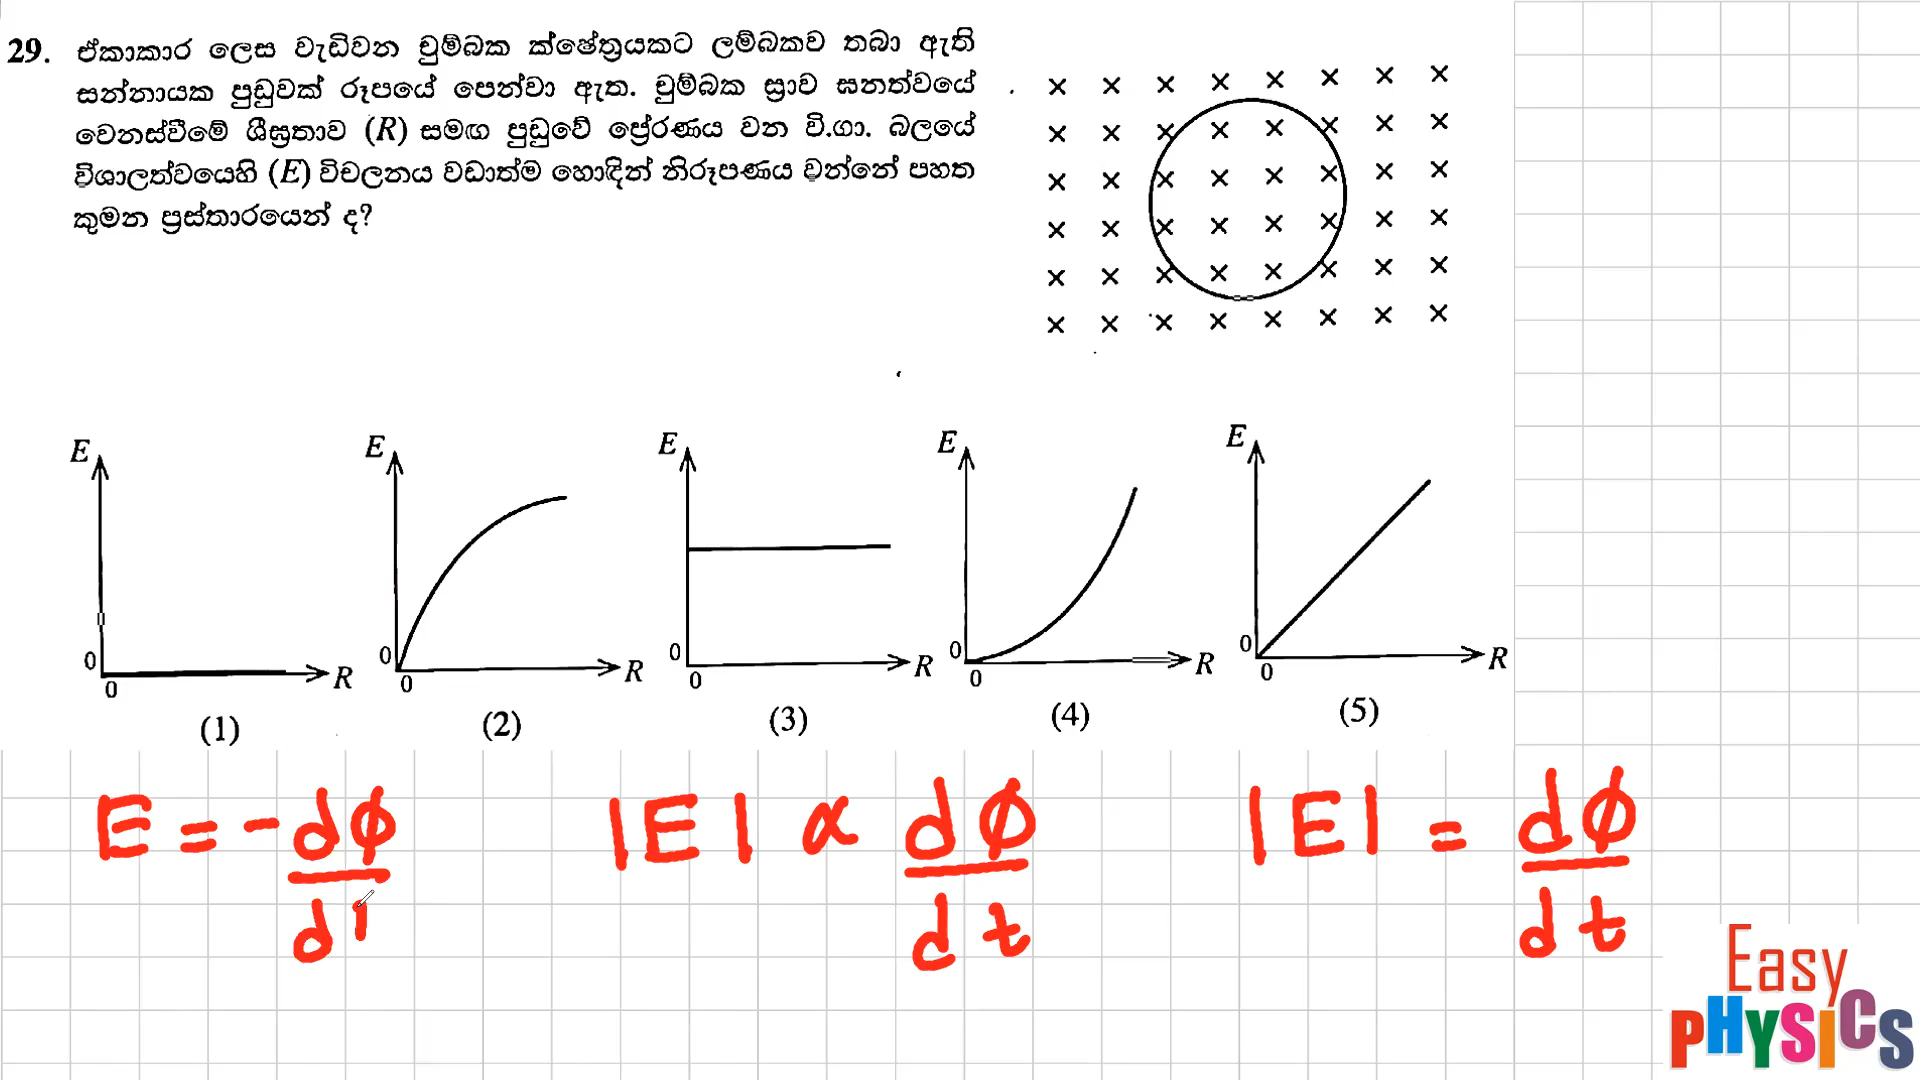 29. ඒකාකාර ලෙස වැඩිවන චුම්බක ක්ෂේත්‍රයකට ලම්බකව තබා ඇති
සන්නායක පුඩුවක් රූපයේ පෙන්වා ඇත. චුම්බක ස්‍රාව ඝනත්වයේ
වෙනස්වීමේ ශීඝ්‍රතාව (R) සමඟ පුඩුවේ ප්‍රේරණය වන වි.ගා. බලයේ
විශාලත්වයෙහි (E) විචලනය වඩාත්ම හොඳින් නිරූපණය වන්නේ පහත
කුමන ප්‍රස්තාරයෙන් ද?
E 0 0 R (1)
E 0 0 R (2)
E 0 0 R (3)
E 0 0 R (4)
E 0 0 R (5)
E = -dφ/d
|E| ∝ dφ/dt
|E| = dφ/dt
Easy
PHYSICS